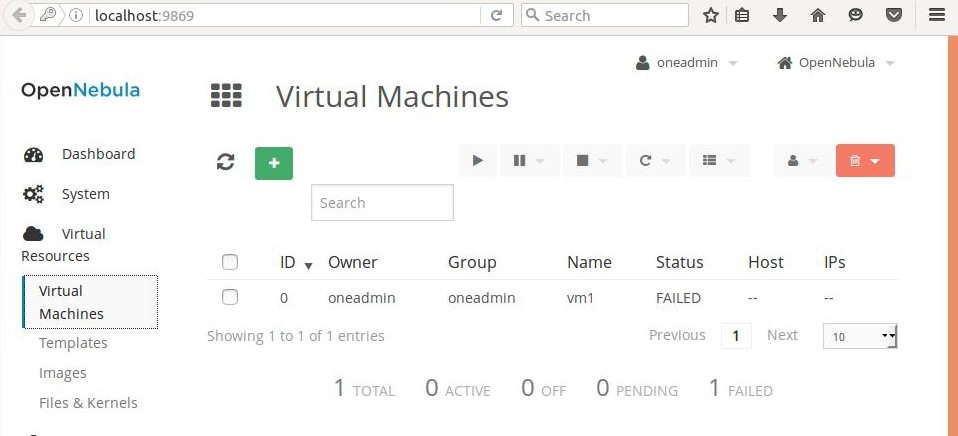 localhost:9869
Search
oneadmin
OpenNebula
OpenNebula
Virtual Machines
Dashboard
System
Virtual
Resources
Virtual
Machines
Templates
Images
Files & Kernels
Search
ID Owner Group Name Status Host IPs
0 oneadmin oneadmin vm1 FAILED -- --
Showing 1 to 1 of 1 entries
Previous 1 Next 10
1 TOTAL 0 ACTIVE 0 OFF 0 PENDING 1 FAILED